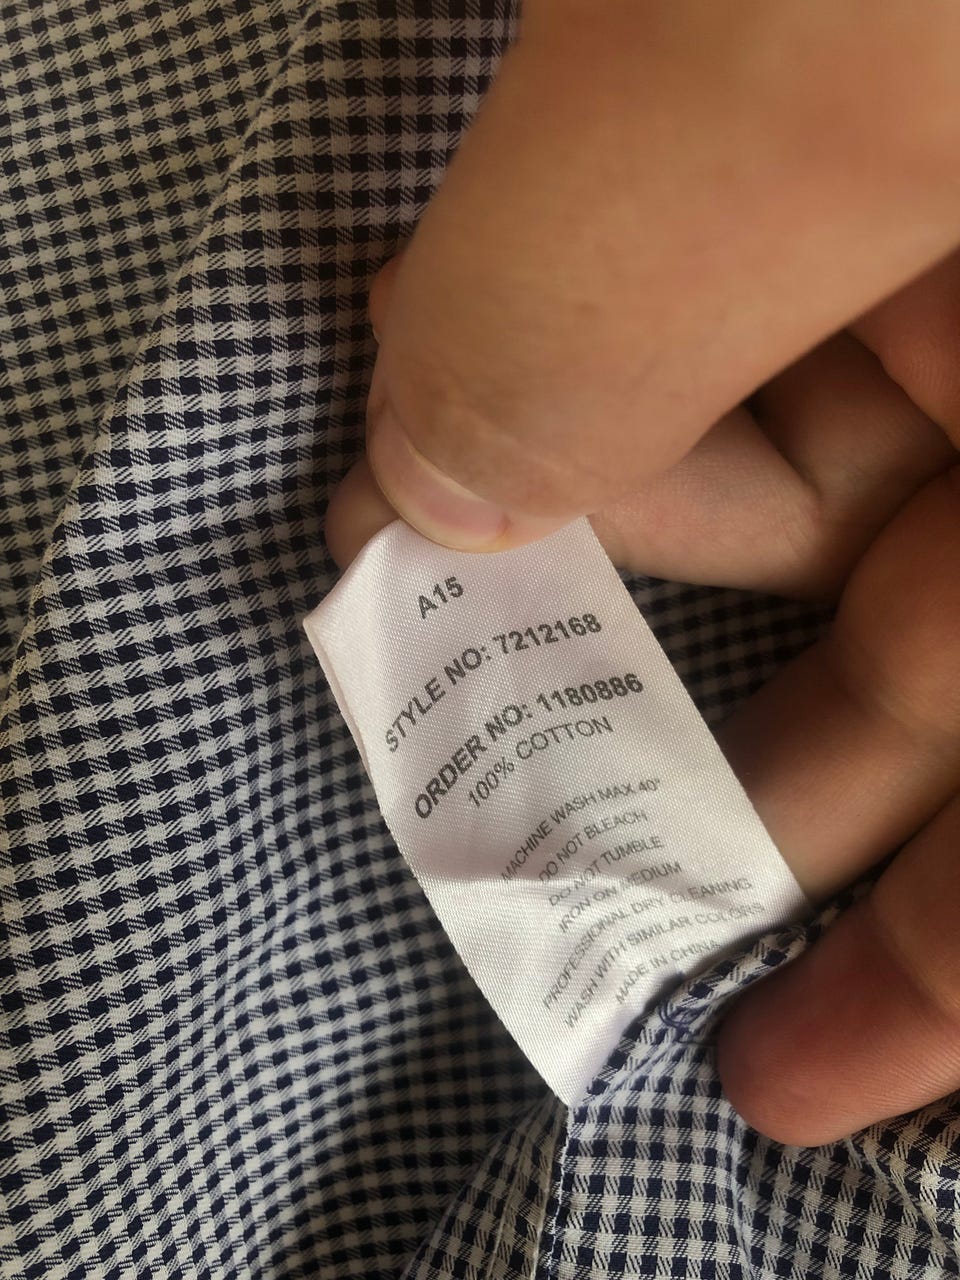 A15
STYLE NO: 7212168
ORDER NO: 1180886
100% COTTON
MACHINE WASH MAX 40°
DO NOT BLEACH
DO NOT TUMBLE
IRON ON MEDIUM
PROFESSIONAL DRY CLEANING
WASH WITH SIMILAR COLORS
MADE IN CHINA